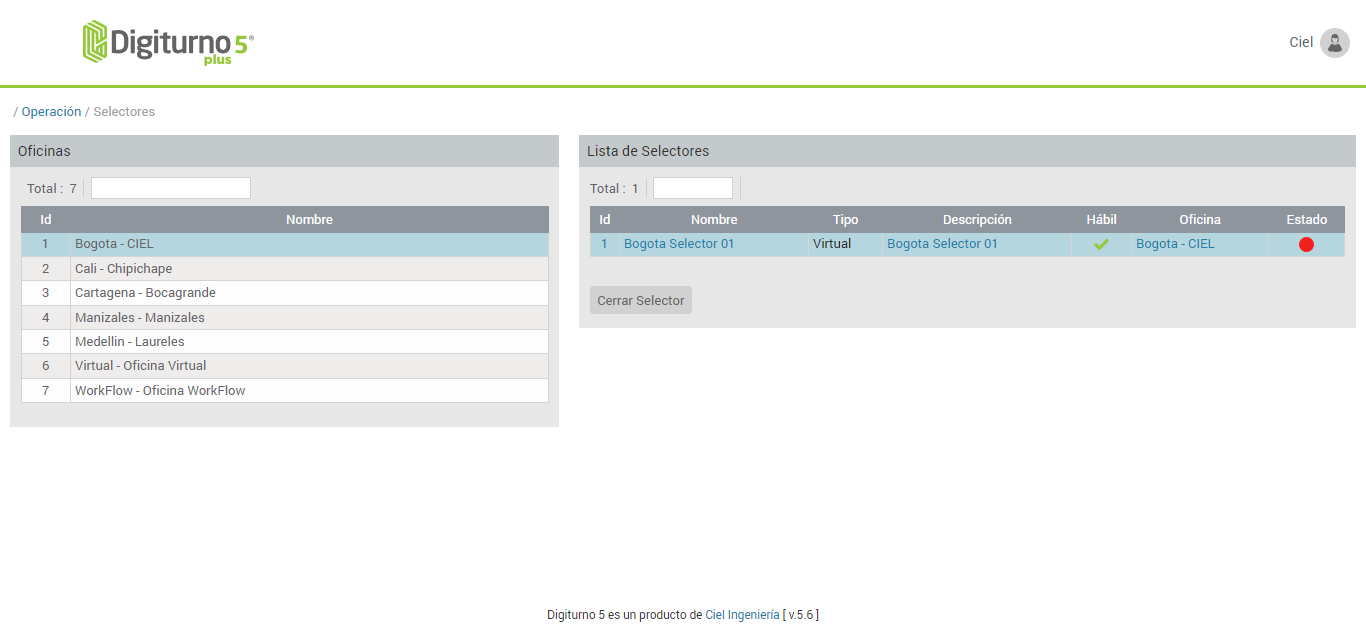 Digiturno 5®
plus
Ciel
/ Operación / Selectores
Oficinas
Total : 7
Id Nombre
1 Bogota - CIEL
2 Cali - Chipichape
3 Cartagena - Bocagrande
4 Manizales - Manizales
5 Medellin - Laureles
6 Virtual - Oficina Virtual
7 WorkFlow - Oficina WorkFlow
Lista de Selectores
Total : 1
Id Nombre Tipo Descripción Hábil Oficina Estado
1 Bogota Selector 01 Virtual Bogota Selector 01 Bogota - CIEL
Cerrar Selector
Digiturno 5 es un producto de Ciel Ingeniería [ v.5.6 ]